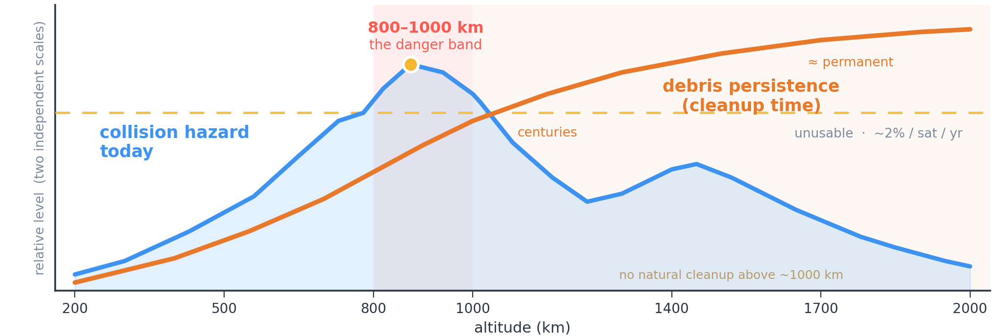 relative level (two independent scales)
800–1000 km
the danger band
≈ permanent
debris persistence
(cleanup time)
collision hazard
today
centuries
unusable · ~2% / sat / yr
no natural cleanup above ~1000 km
200 500 800 1000 1400 1700 2000
altitude (km)